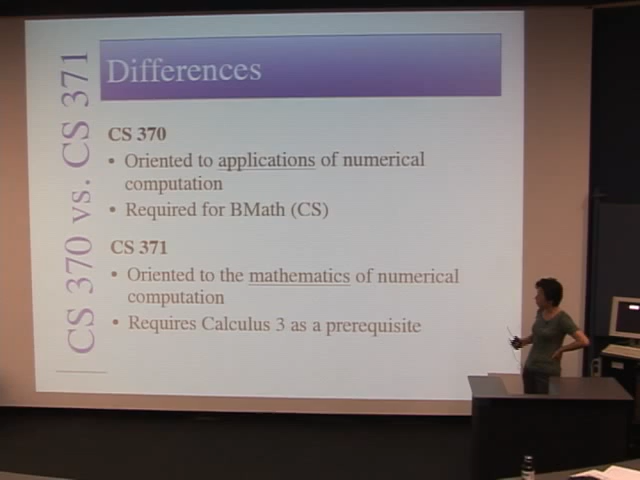 CS 370 vs. CS 371
Differences
CS 370
• Oriented to applications of numerical
computation
• Required for BMath (CS)
CS 371
• Oriented to the mathematics of numerical
computation
• Requires Calculus 3 as a prerequisite